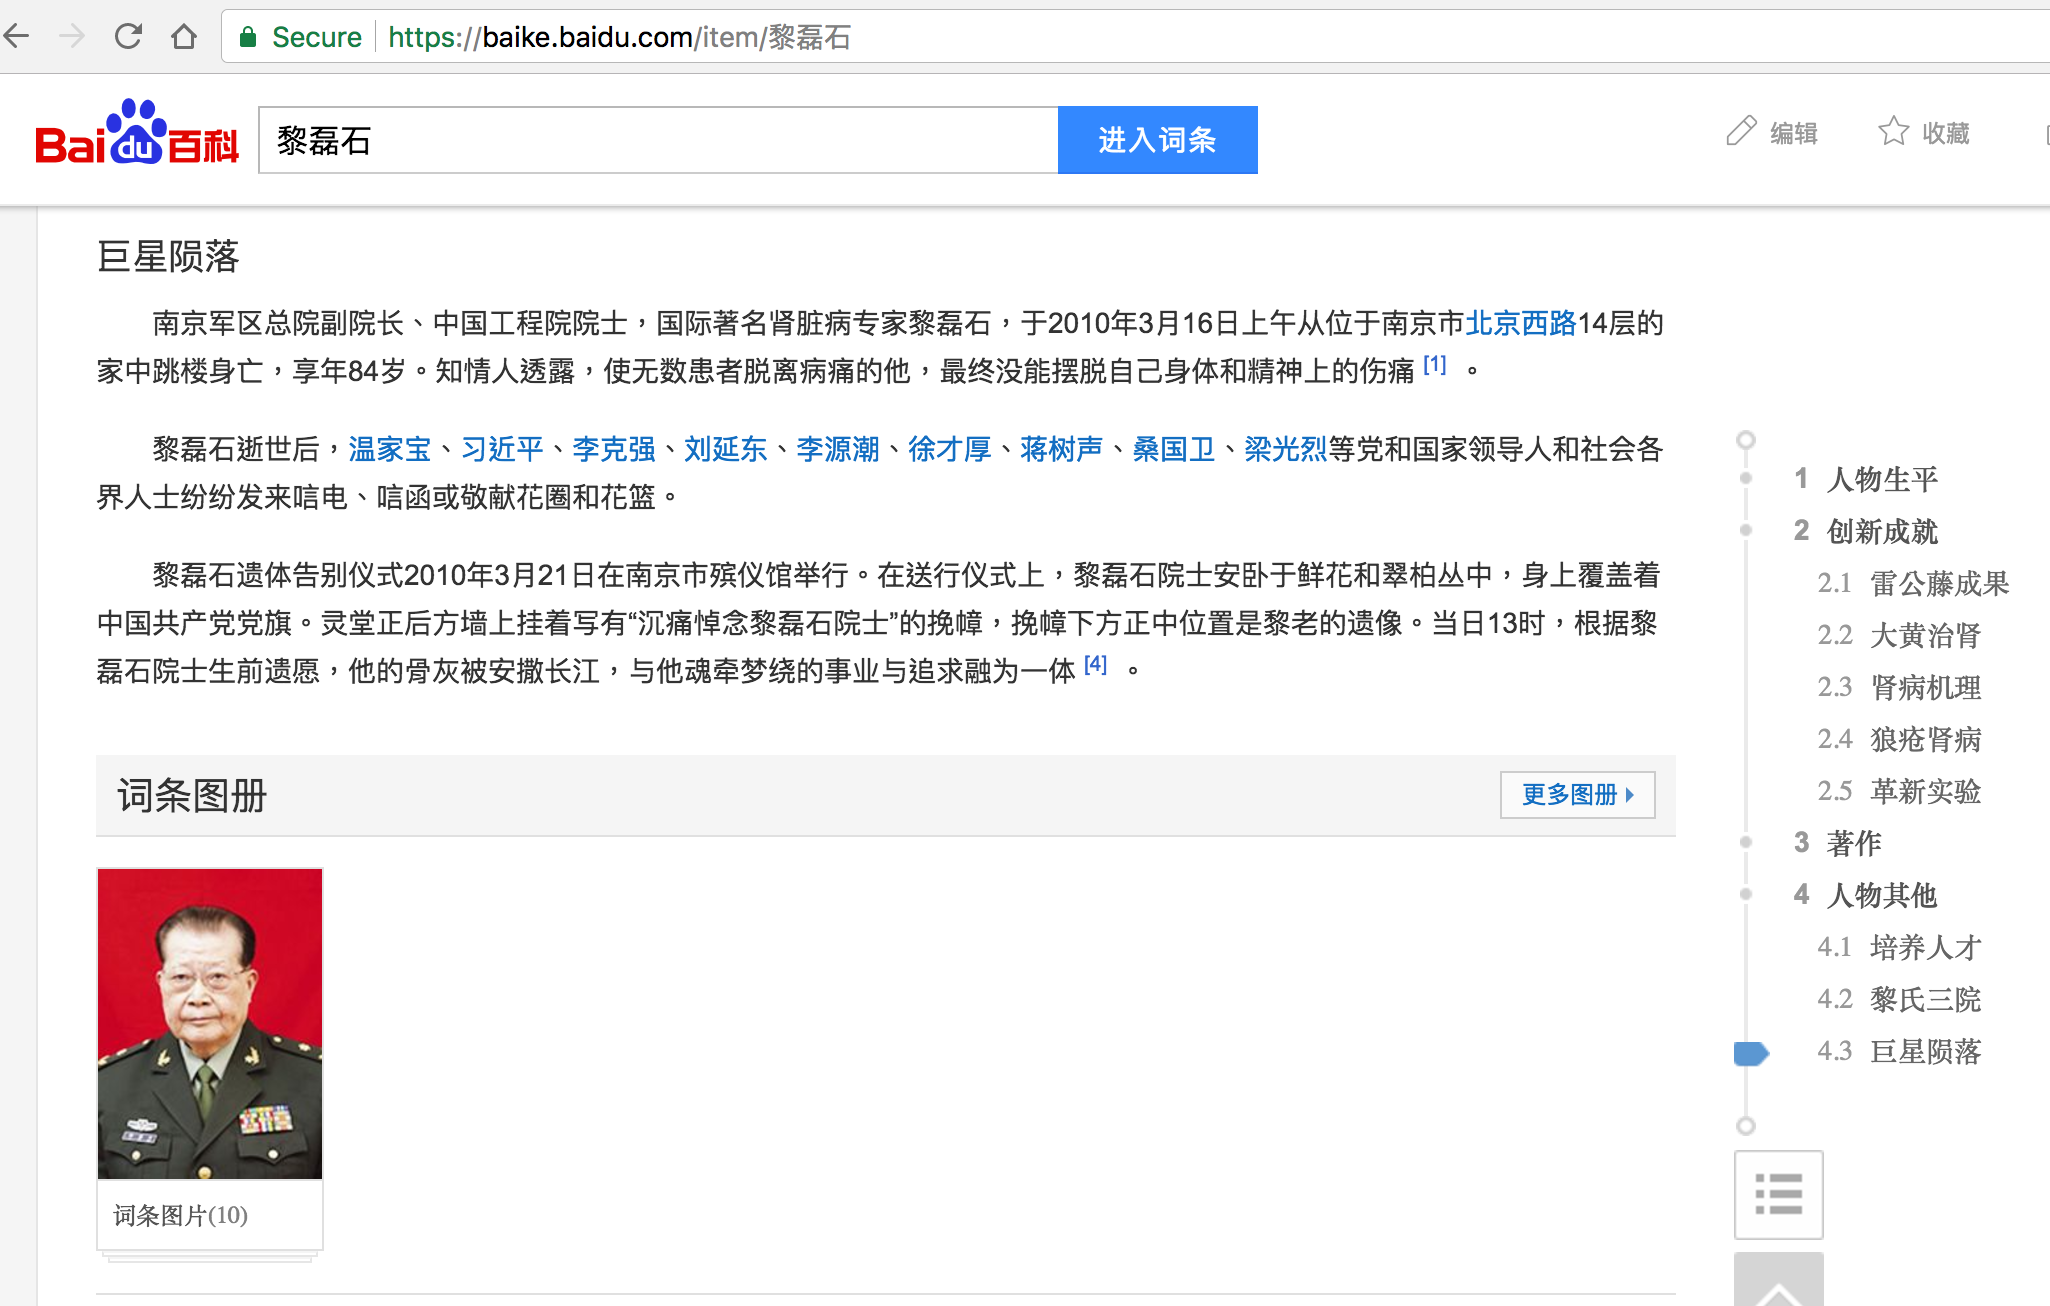 Secure https://baike.baidu.com/item/黎磊石
Baidu百科 黎磊石 进入词条 编辑 收藏
巨星陨落
南京军区总院副院长、中国工程院院士，国际著名肾脏病专家黎磊石，于2010年3月16日上午从位于南京市北京西路14层的
家中跳楼身亡，享年84岁。知情人透露，使无数患者脱离病痛的他，最终没能摆脱自己身体和精神上的伤痛 [1] 。
黎磊石逝世后，温家宝、习近平、李克强、刘延东、李源潮、徐才厚、蒋树声、桑国卫、梁光烈等党和国家领导人和社会各
界人士纷纷发来唁电、唁函或敬献花圈和花篮。
黎磊石遗体告别仪式2010年3月21日在南京市殡仪馆举行。在送行仪式上，黎磊石院士安卧于鲜花和翠柏丛中，身上覆盖着
中国共产党党旗。灵堂正后方墙上挂着写有“沉痛悼念黎磊石院士”的挽幛，挽幛下方正中位置是黎老的遗像。当日13时，根据黎
磊石院士生前遗愿，他的骨灰被安撒长江，与他魂牵梦绕的事业与追求融为一体 [4] 。
词条图册 更多图册
词条图片(10)
1 人物生平
2 创新成就
2.1 雷公藤成果
2.2 大黄治肾
2.3 肾病机理
2.4 狼疮肾病
2.5 革新实验
3 著作
4 人物其他
4.1 培养人才
4.2 黎氏三院
4.3 巨星陨落